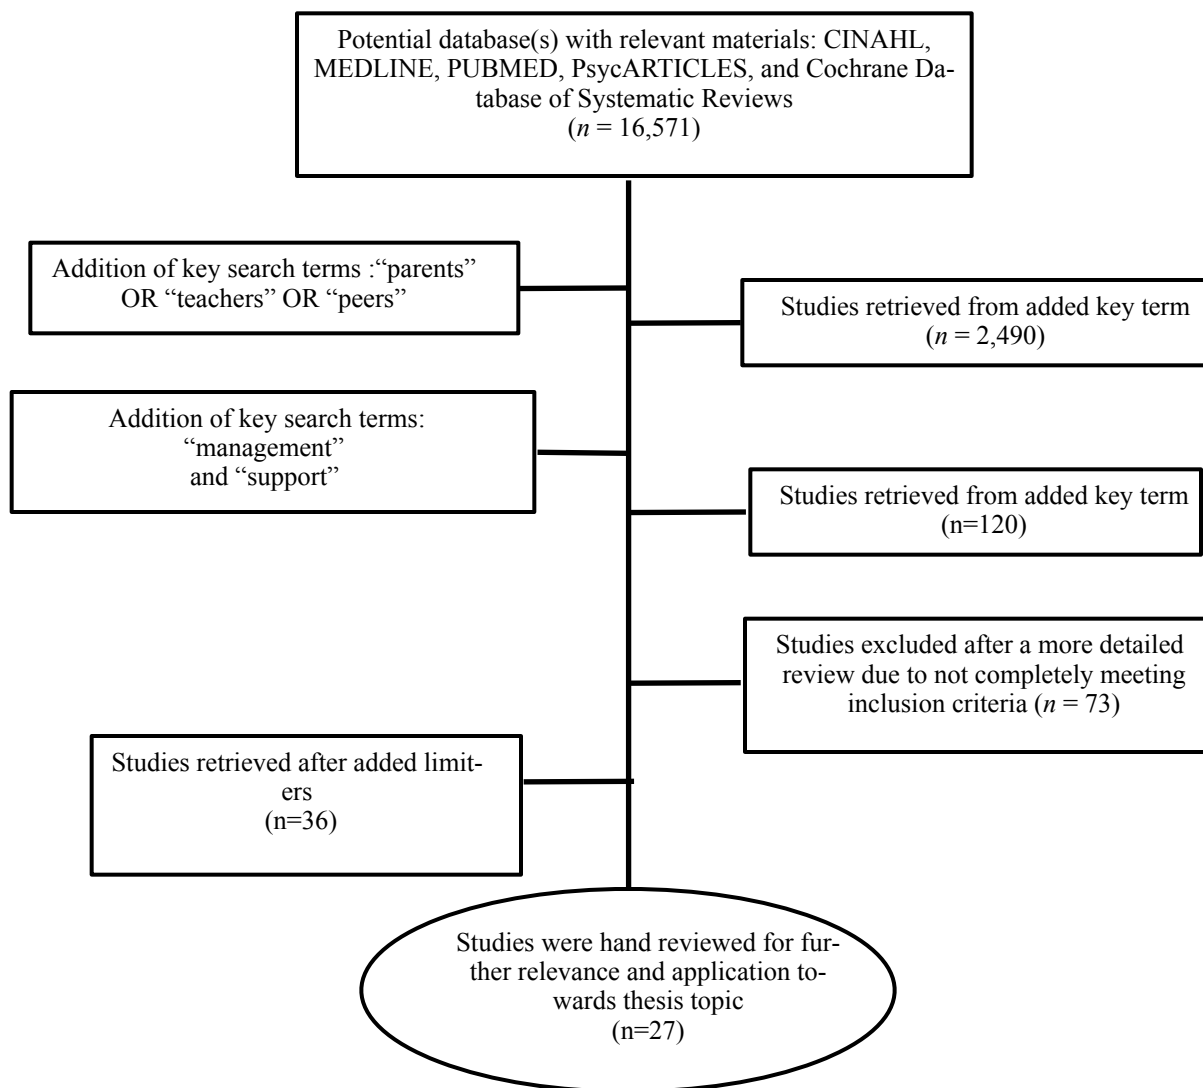 Potential database(s) with relevant materials: CINAHL,
MEDLINE, PUBMED, PsycARTICLES, and Cochrane Da-
tabase of Systematic Reviews
(n = 16,571)
Addition of key search terms :“parents”
OR “teachers” OR “peers”
Studies retrieved from added key term
(n = 2,490)
Addition of key search terms:
“management”
and “support”
Studies retrieved from added key term
(n=120)
Studies excluded after a more detailed
review due to not completely meeting
inclusion criteria (n = 73)
Studies retrieved after added limit-
ers
(n=36)
Studies were hand reviewed for fur-
ther relevance and application to-
wards thesis topic
(n=27)